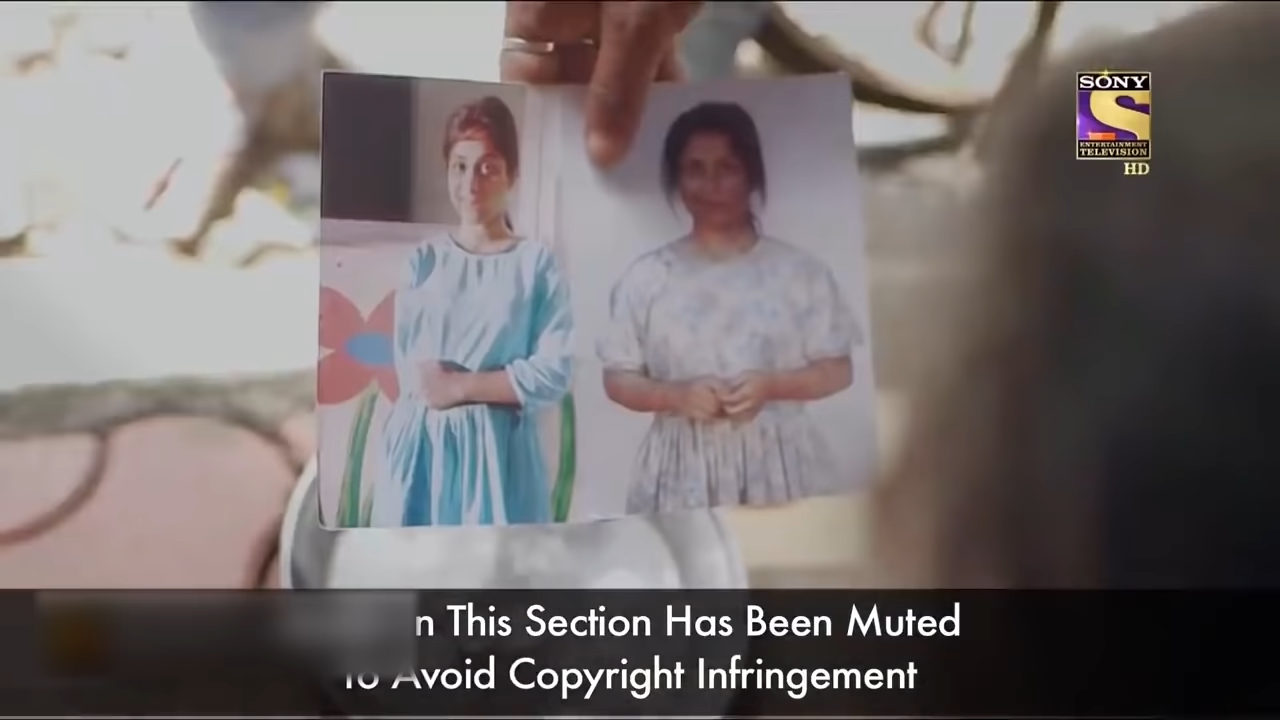 SONY
ENTERTAINMENT
TELEVISION
HD
n This Section Has Been Muted
Avoid Copyright Infringement